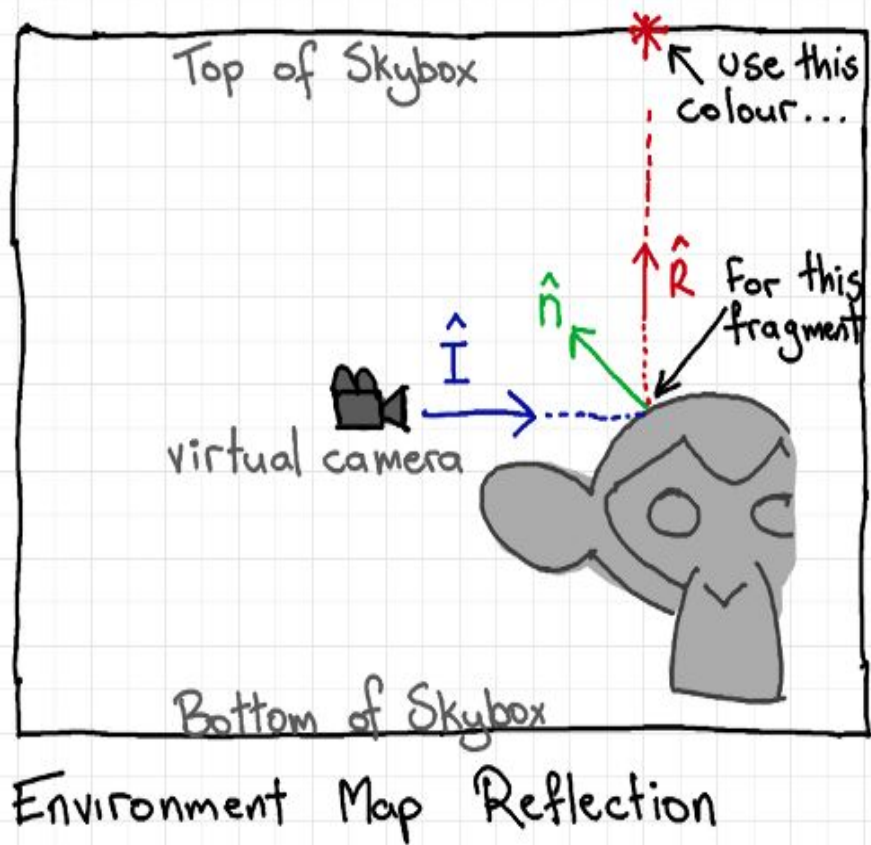 Top of Skybox
use this
colour...
R̂
For this
fragment
n̂
Î
virtual camera
Bottom of Skybox
Environment Map Reflection